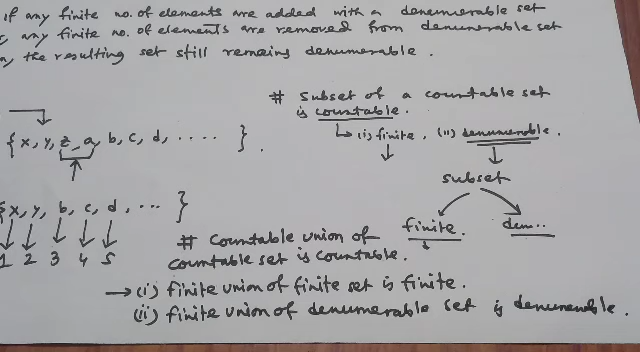 if any finite no. of elements are added with a denumerable set
any finite no. of elements are removed from denumerable set
the resulting set still remains denumerable.
# Subset of a countable set
is countable.
↳ (i) finite, (ii) denumerable.
{x, y, z, a, b, c, d, .... }.
subset
finite. dem..
{x, y, b, c, d, ... }
1 2 3 4 5
# Countable union of
countable set is countable.
→ (i) finite union of finite set is finite.
(ii) finite union of denumerable set is denumerable.